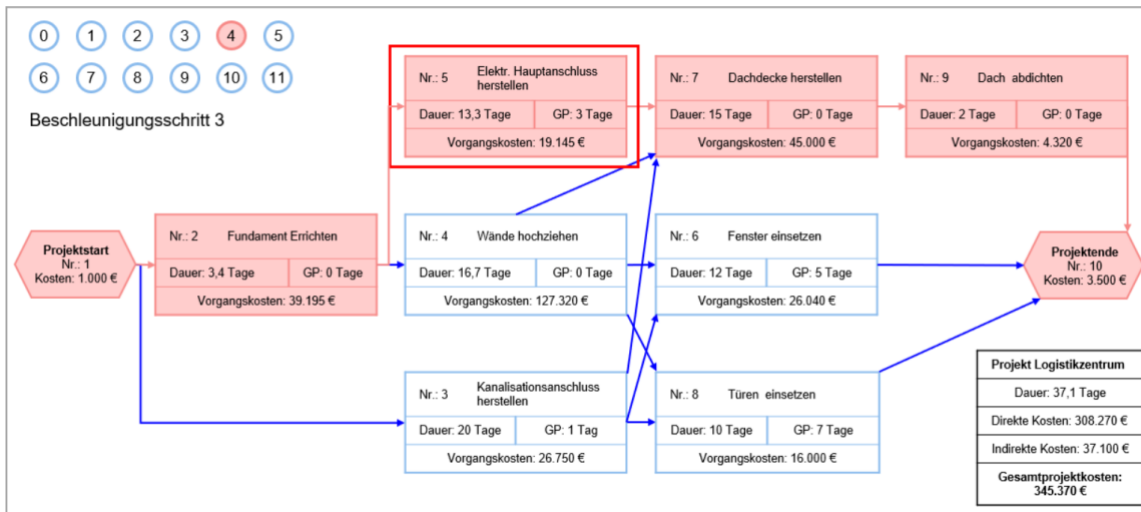 0 1 2 3 4 5
6 7 8 9 10 11
Beschleunigungsschritt 3
Nr.: 5 Elektr. Hauptanschluss
herstellen
Dauer: 13,3 Tage GP: 3 Tage
Vorgangskosten: 19.145 €
Nr.: 7 Dachdecke herstellen
Dauer: 15 Tage GP: 0 Tage
Vorgangskosten: 45.000 €
Nr.: 9 Dach abdichten
Dauer: 2 Tage GP: 0 Tage
Vorgangskosten: 4.320 €
Projektstart
Nr.: 1
Kosten: 1.000 €
Nr.: 2 Fundament Errichten
Dauer: 3,4 Tage GP: 0 Tage
Vorgangskosten: 39.195 €
Nr.: 4 Wände hochziehen
Dauer: 16,7 Tage GP: 0 Tage
Vorgangskosten: 127.320 €
Nr.: 6 Fenster einsetzen
Dauer: 12 Tage GP: 5 Tage
Vorgangskosten: 26.040 €
Projektende
Nr.: 10
Kosten: 3.500 €
Nr.: 3 Kanalisationsanschluss
herstellen
Dauer: 20 Tage GP: 1 Tag
Vorgangskosten: 26.750 €
Nr.: 8 Türen einsetzen
Dauer: 10 Tage GP: 7 Tage
Vorgangskosten: 16.000 €
Projekt Logistikzentrum
Dauer: 37,1 Tage
Direkte Kosten: 308.270 €
Indirekte Kosten: 37.100 €
Gesamtprojektkosten:
345.370 €